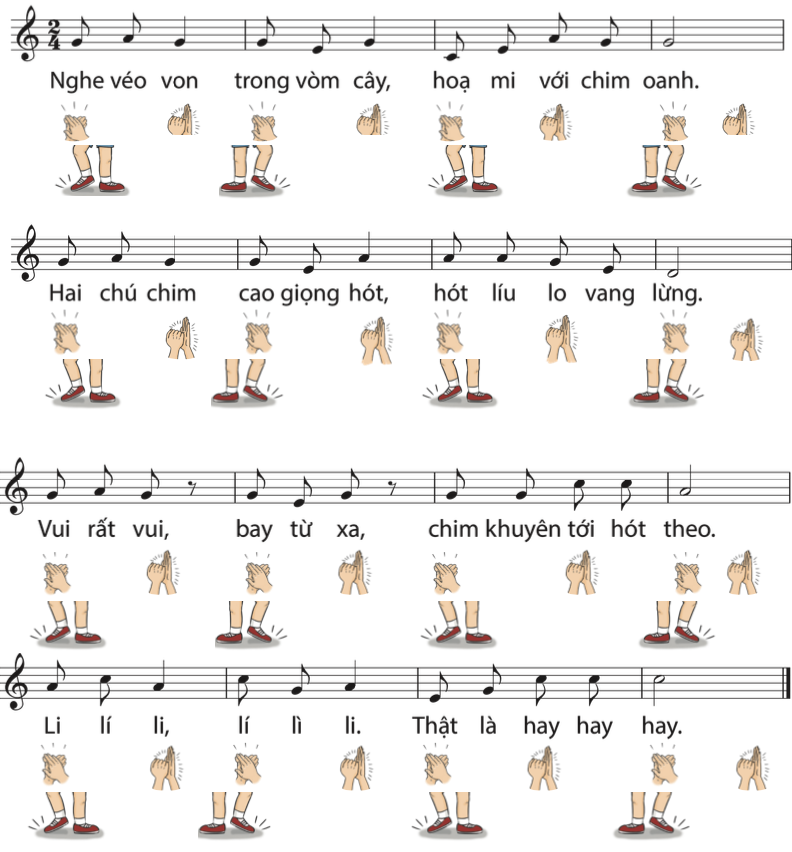 2
4
Nghe véo von trong vòm cây, hoạ mi với chim oanh.
Hai chú chim cao giọng hót, hót líu lo vang lừng.
Vui rất vui, bay từ xa, chim khuyên tới hót theo.
Li lí li, lí lì li. Thật là hay hay hay.